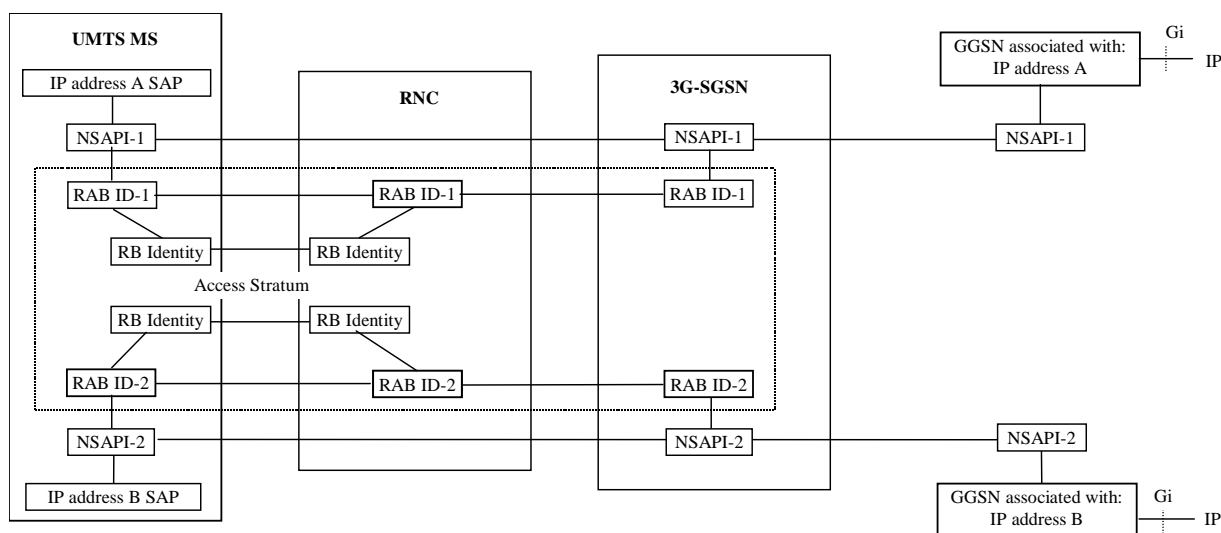 UMTS MS
GGSN associated with:
IP address A
Gi
IP
IP address A SAP
RNC
3G-SGSN
NSAPI-1
NSAPI-1
NSAPI-1
RAB ID-1
RAB ID-1
RAB ID-1
RB Identity
RB Identity
Access Stratum
RB Identity
RB Identity
RAB ID-2
RAB ID-2
RAB ID-2
NSAPI-2
NSAPI-2
NSAPI-2
IP address B SAP
GGSN associated with:
IP address B
Gi
IP